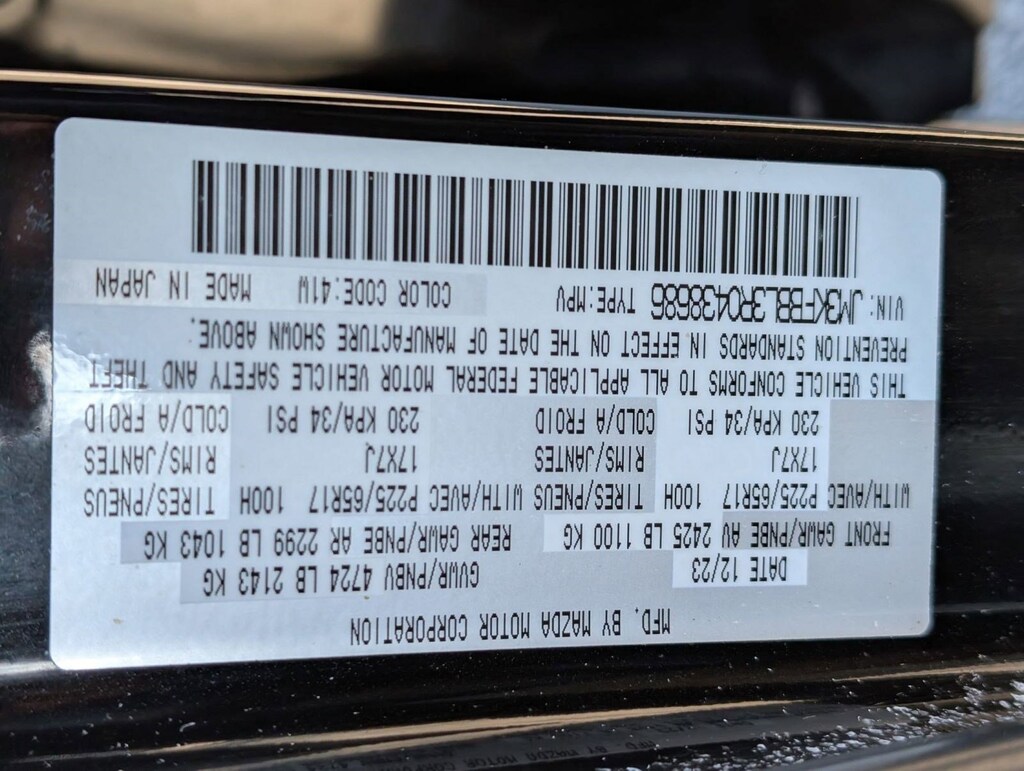 MFD. BY MAZDA MOTOR CORPORATION
DATE 12/23 GVWR/PNBV 4724 LB 2143 KG
FRONT GAWR/PNBE AV 2425 LB 1100 KG REAR GAWR/PNBE AR 2299 LB 1043 KG
WITH/AVEC P225/65R17 100H TIRES/PNEUS WITH/AVEC P225/65R17 100H TIRES/PNEUS
17X7J RIMS/JANTES 17X7J RIMS/JANTES
230 KPA/34 PSI COLD/A FROID 230 KPA/34 PSI COLD/A FROID
THIS VEHICLE CONFORMS TO ALL APPLICABLE FEDERAL MOTOR VEHICLE SAFETY AND THEFT
PREVENTION STANDARDS IN EFFECT ON THE DATE OF MANUFACTURE SHOWN ABOVE.
VIN: JM3KFBBL3R0438686 TYPE:MPV COLOR CODE:41W MADE IN JAPAN